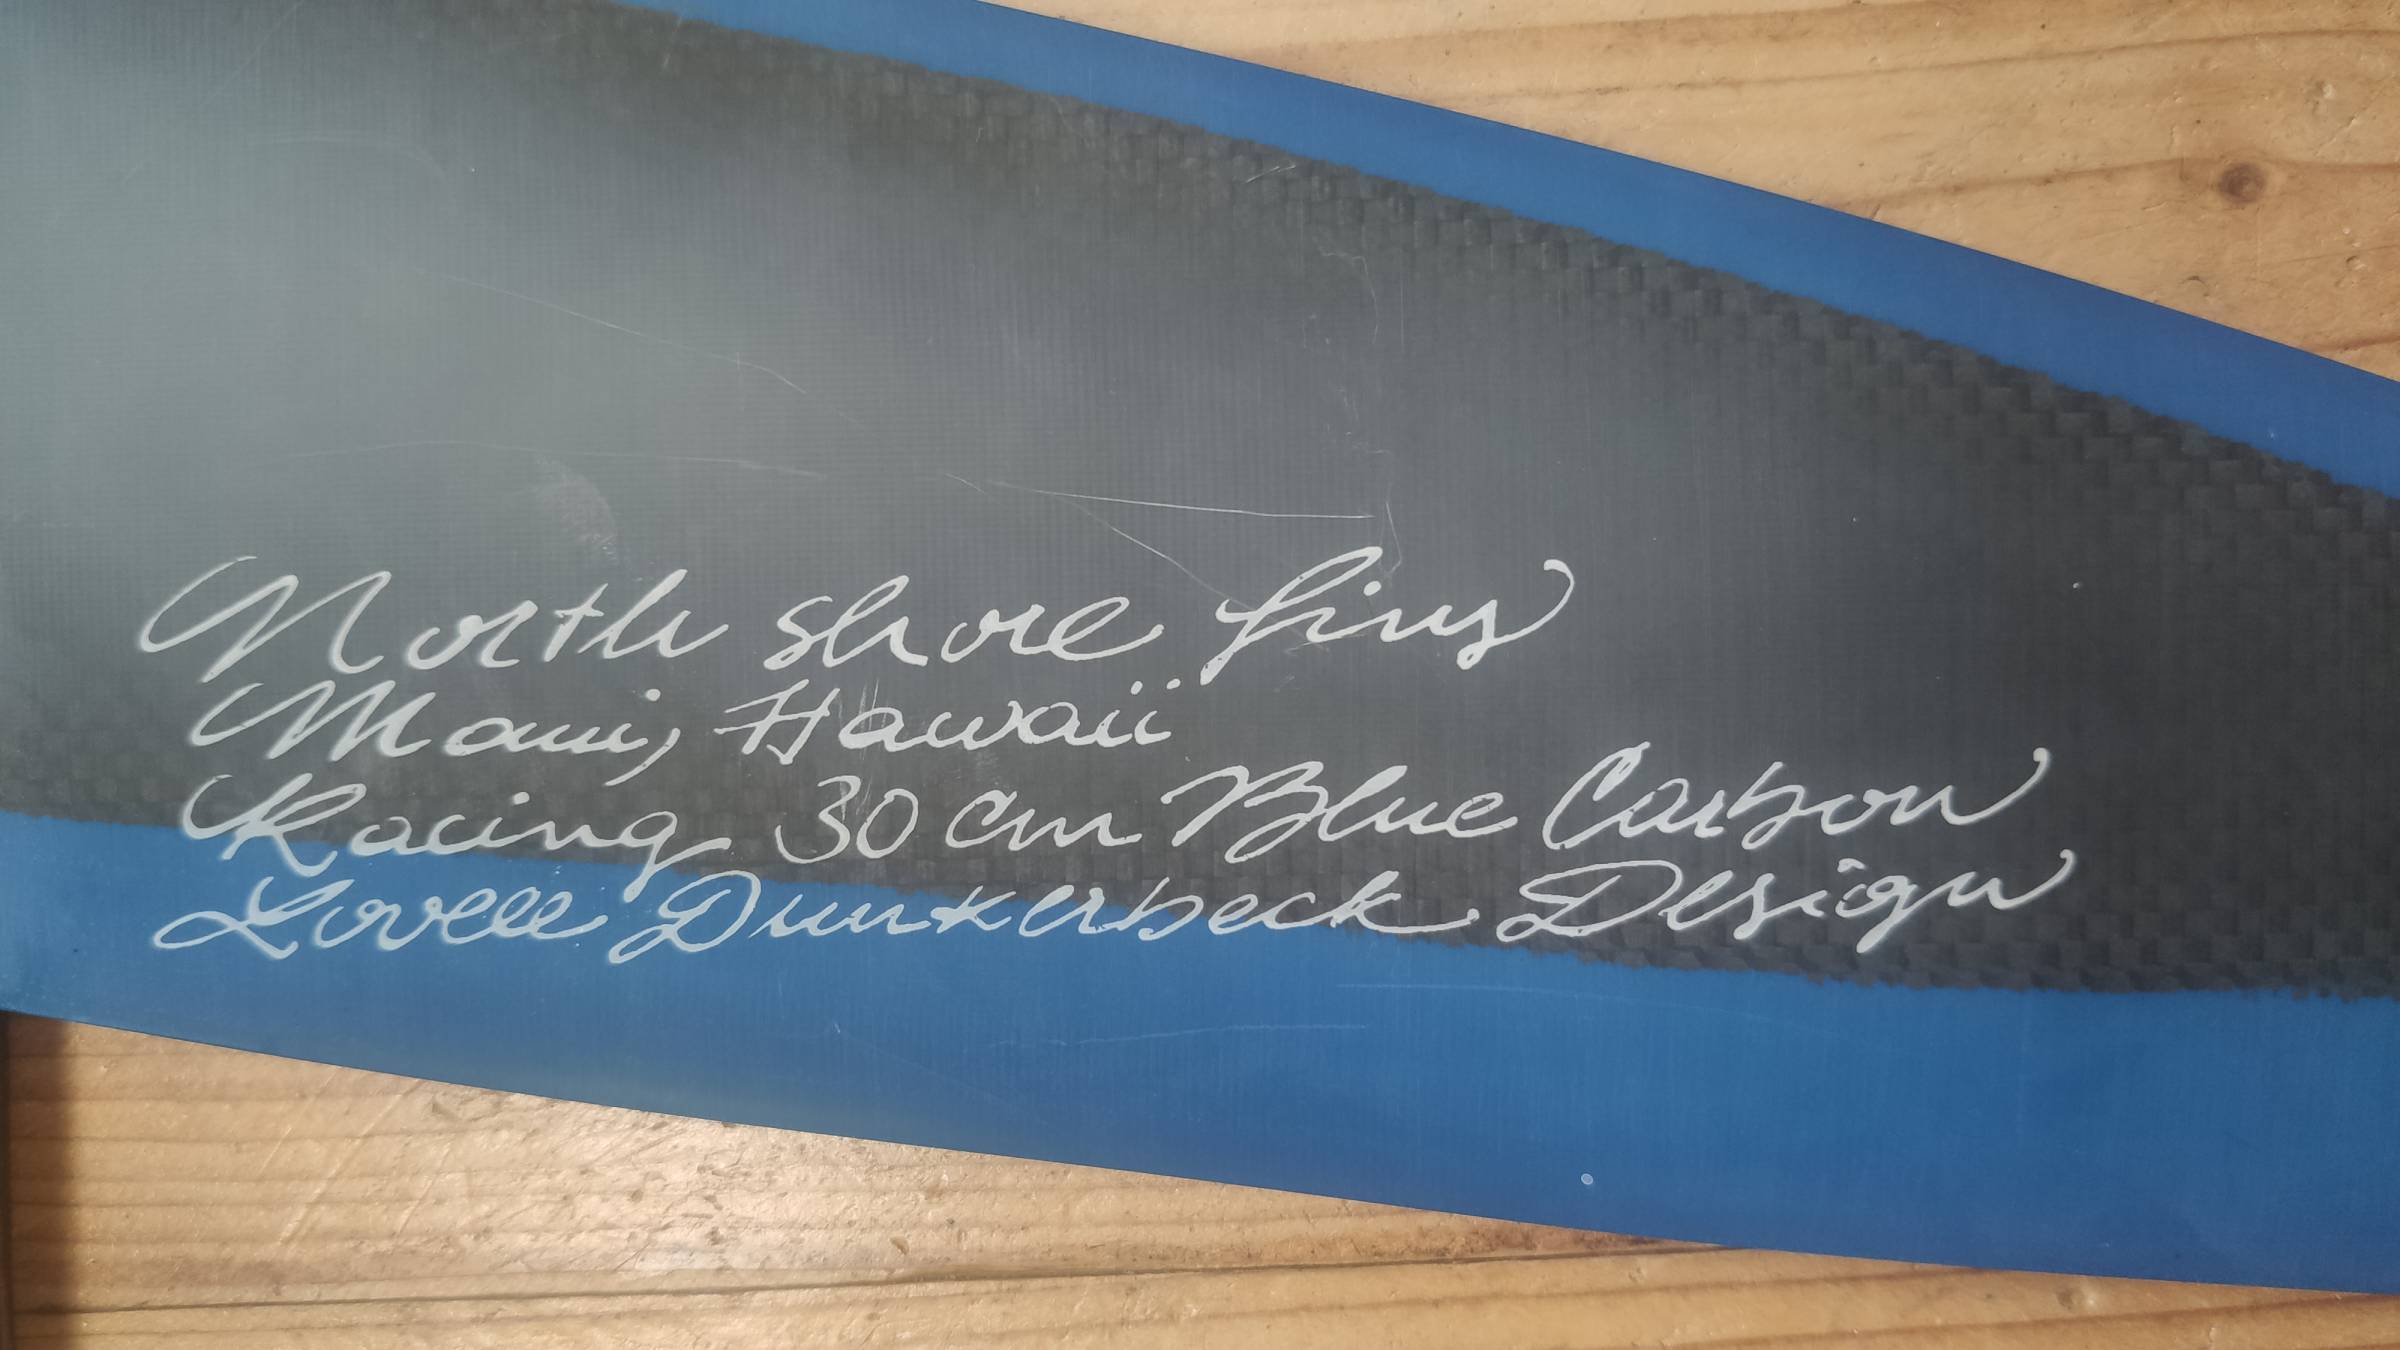 North shore fins
Maui, Hawaii
Racing 30 cm Blue Carbon
Lovell Dunkerbeck Design